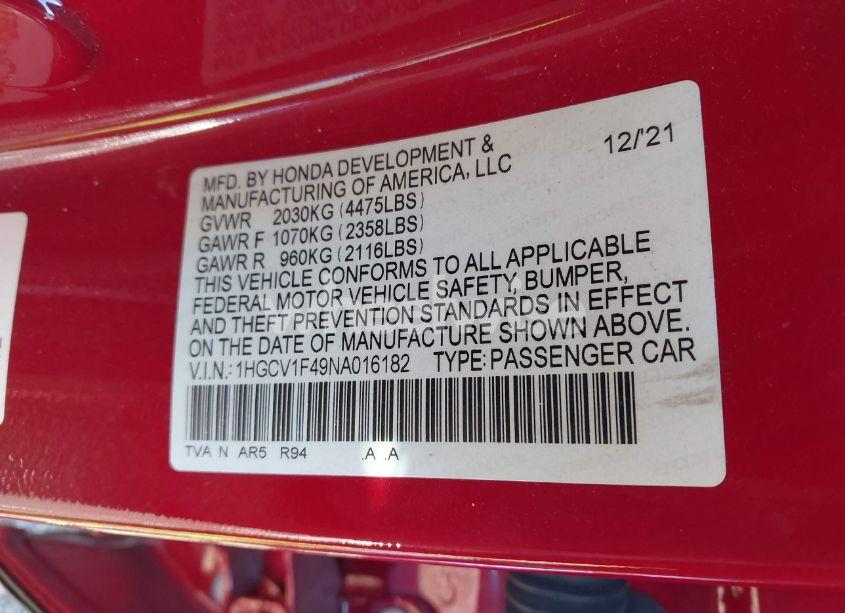 MFD. BY HONDA DEVELOPMENT & 12/'21
MANUFACTURING OF AMERICA, LLC
GVWR 2030KG (4475LBS)
GAWR F 1070KG (2358LBS)
GAWR R 960KG (2116LBS)
THIS VEHICLE CONFORMS TO ALL APPLICABLE
FEDERAL MOTOR VEHICLE SAFETY, BUMPER,
AND THEFT PREVENTION STANDARDS IN EFFECT
ON THE DATE OF MANUFACTURE SHOWN ABOVE.
V.I.N.: 1HGCV1F49NA016182 TYPE: PASSENGER CAR
TVA N AR5 R94 .A .A